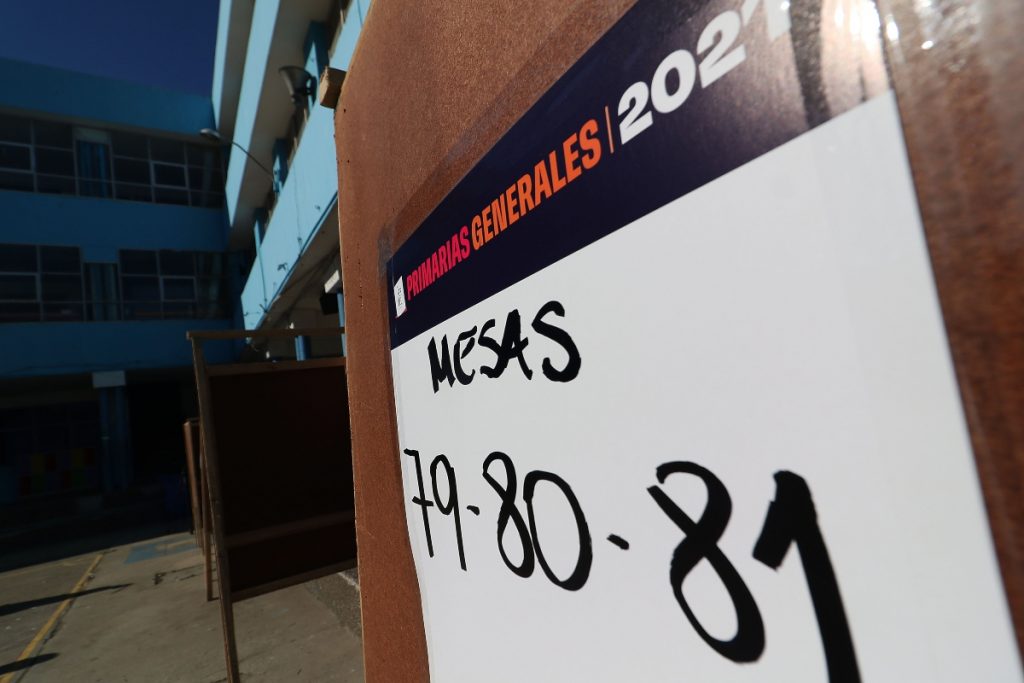 PRIMARIAS GENERALES | 2021
MESAS
79-80-81